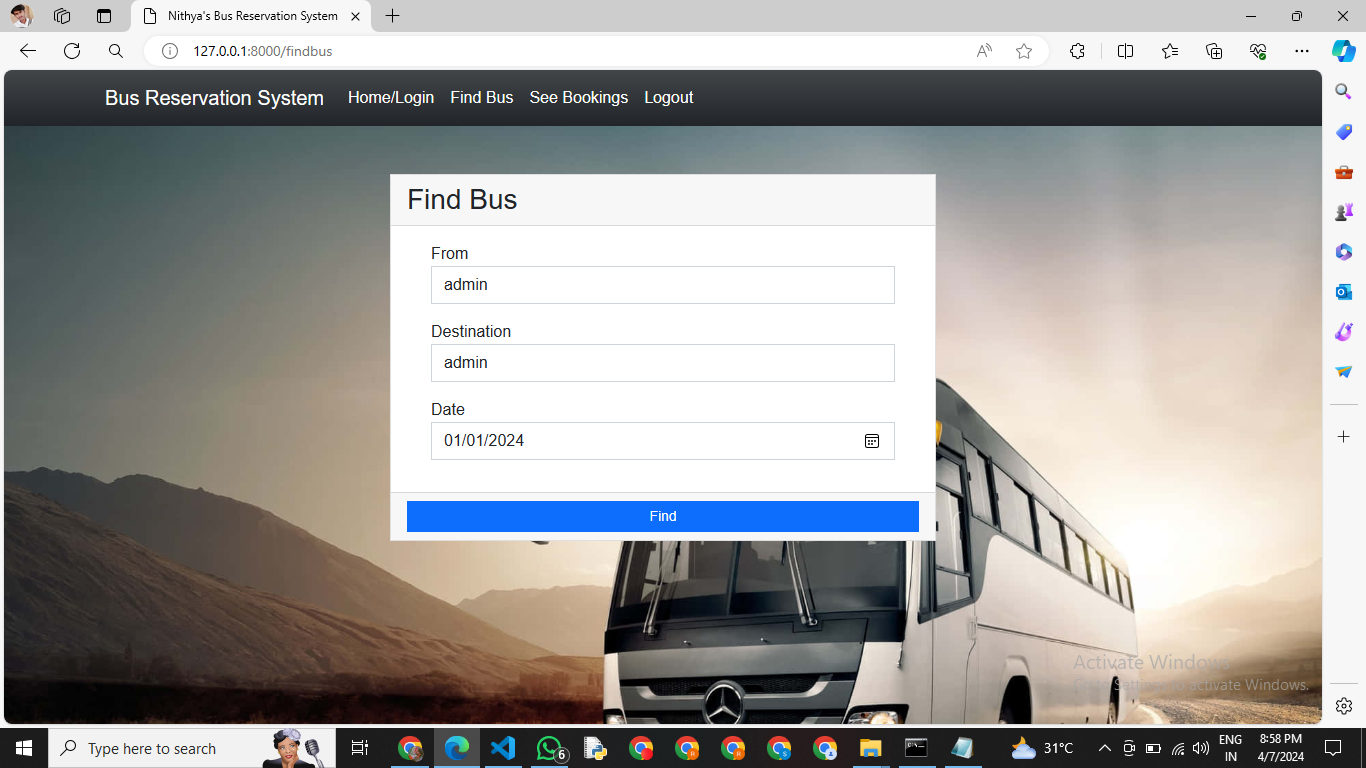 Nithya's Bus Reservation System
127.0.0.1:8000/findbus
Bus Reservation System Home/Login Find Bus See Bookings Logout
Find Bus
From
admin
Destination
admin
Date
01/01/2024
Find
Activate Windows
Settings to activate Windows.
Type here to search
6
31°C
ENG
IN
8:58 PM
4/7/2024